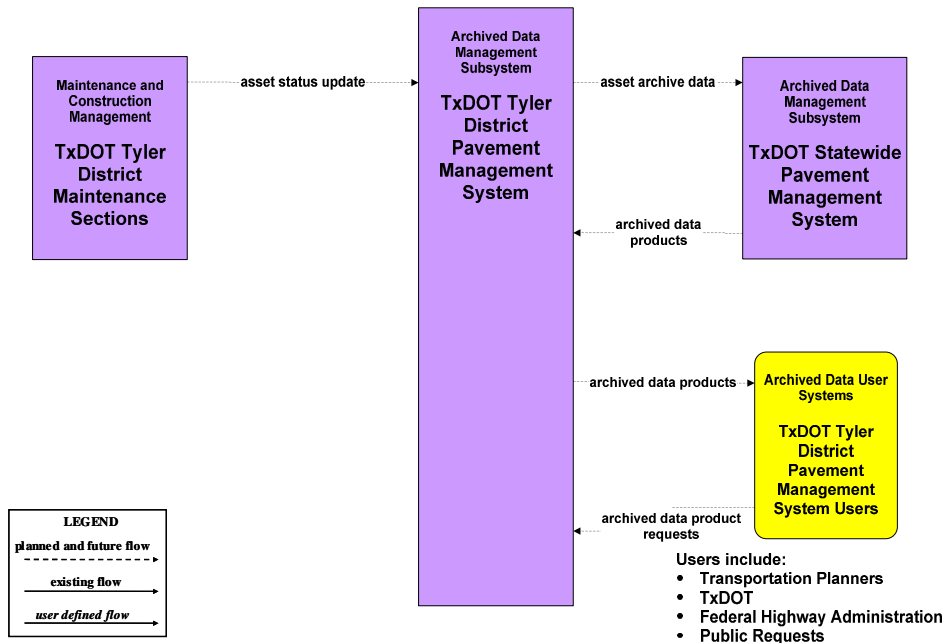 Maintenance and
Construction
Management
TxDOT Tyler
District
Maintenance
Sections
asset status update
Archived Data
Management
Subsystem
TxDOT Tyler
District
Pavement
Management
System
asset archive data
Archived Data
Management
Subsystem
TxDOT Statewide
Pavement
Management
System
archived data
products
archived data products
Archived Data User
Systems
TxDOT Tyler
District
Pavement
Management
System Users
archived data product
requests
LEGEND
planned and future flow
existing flow
user defined flow
Users include:
• Transportation Planners
• TxDOT
• Federal Highway Administration
• Public Requests